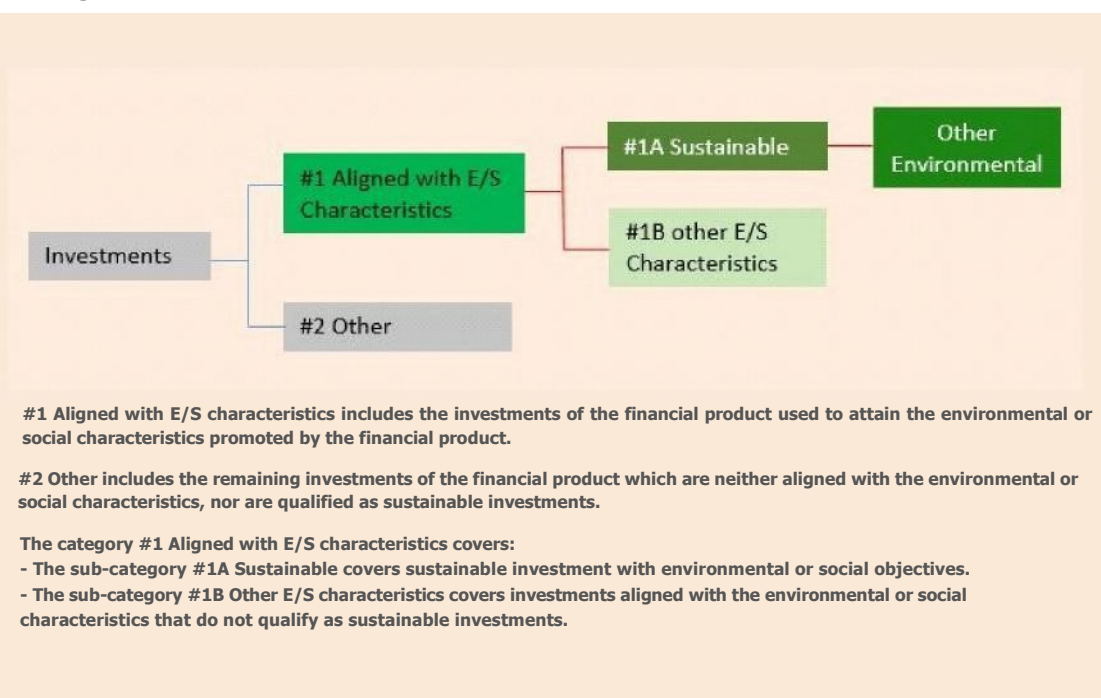 #1A Sustainable
Other
Environmental
#1 Aligned with E/S
Characteristics
#1B other E/S
Characteristics
Investments
#2 Other
#1 Aligned with E/S characteristics includes the investments of the financial product used to attain the environmental or
social characteristics promoted by the financial product.
#2 Other includes the remaining investments of the financial product which are neither aligned with the environmental or
social characteristics, nor are qualified as sustainable investments.
The category #1 Aligned with E/S characteristics covers:
- The sub-category #1A Sustainable covers sustainable investment with environmental or social objectives.
- The sub-category #1B Other E/S characteristics covers investments aligned with the environmental or social
characteristics that do not qualify as sustainable investments.